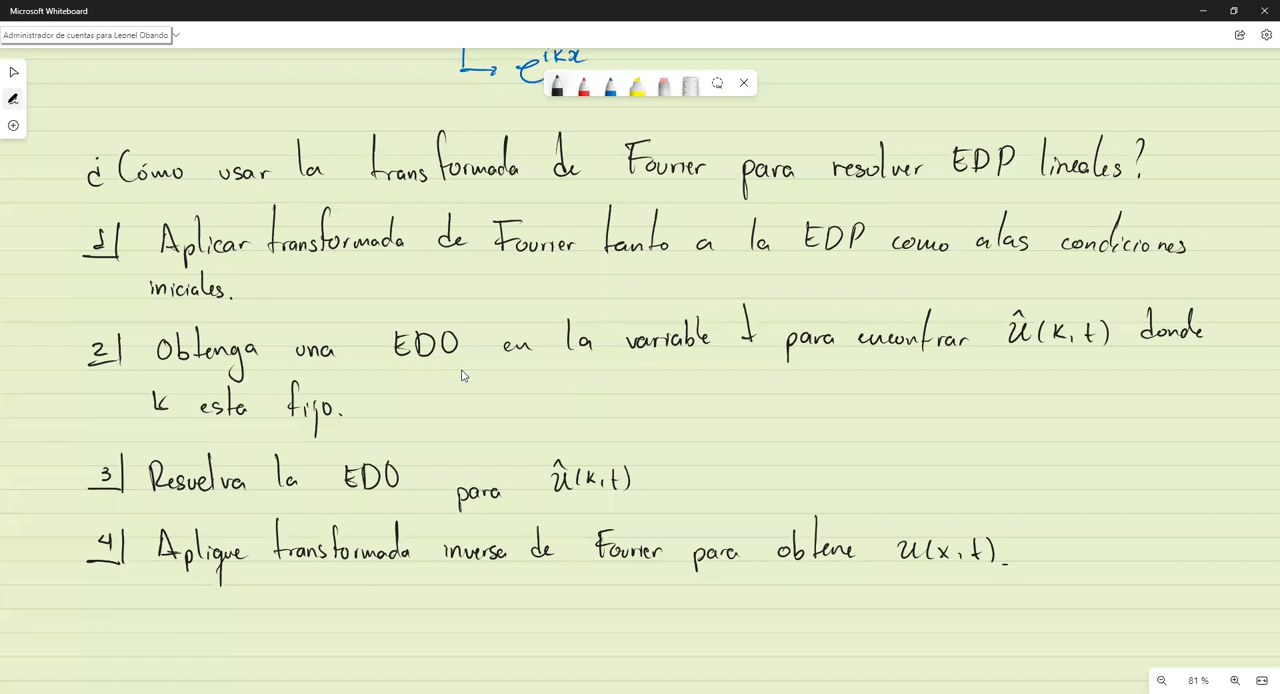 Microsoft Whiteboard
Administrador de cuentas para Leonel Obando
e^{ikx}
¿Cómo usar la transformada de Fourier para resolver EDP lineales?
1| Aplicar transformada de Fourier tanto a la EDP como a las condiciones
iniciales.
2| Obtenga una EDO en la variable t para encontrar û(k,t) donde
k esta fijo.
3| Resuelva la EDO para û(k,t)
4| Aplique transformada inversa de Fourier para obtene u(x,t).
81 %